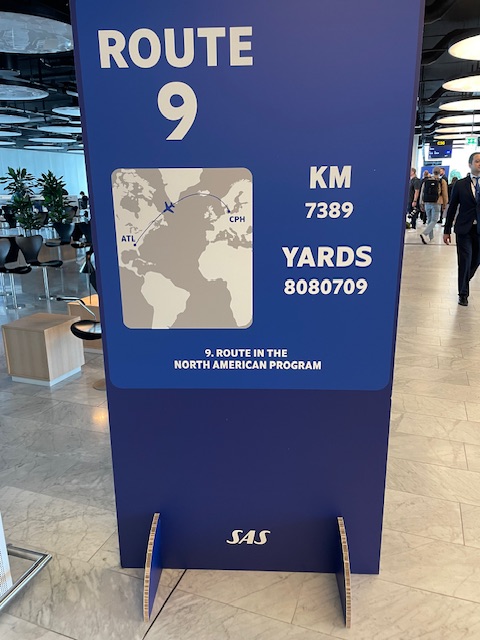 ROUTE
9
KM
7389
YARDS
8080709
ATL
CPH
9. ROUTE IN THE
NORTH AMERICAN PROGRAM
SAS